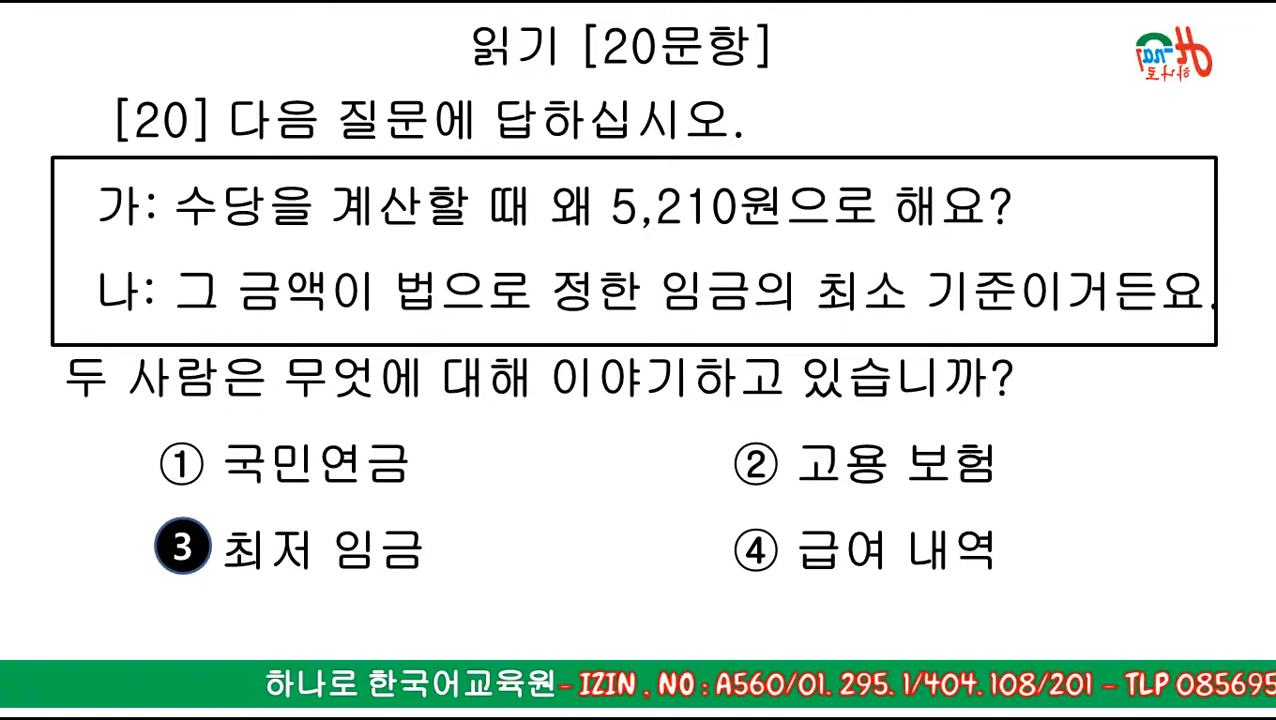 읽기 [20문항]
[20] 다음 질문에 답하십시오.
가: 수당을 계산할 때 왜 5,210원으로 해요?
나: 그 금액이 법으로 정한 임금의 최소 기준이거든요.
두 사람은 무엇에 대해 이야기하고 있습니까?
① 국민연금 ② 고용 보험
❸ 최저 임금 ④ 급여 내역
하나로 한국어교육원- IZIN . NO : A560/01. 295. 1/404. 108/201 - TLP 085695